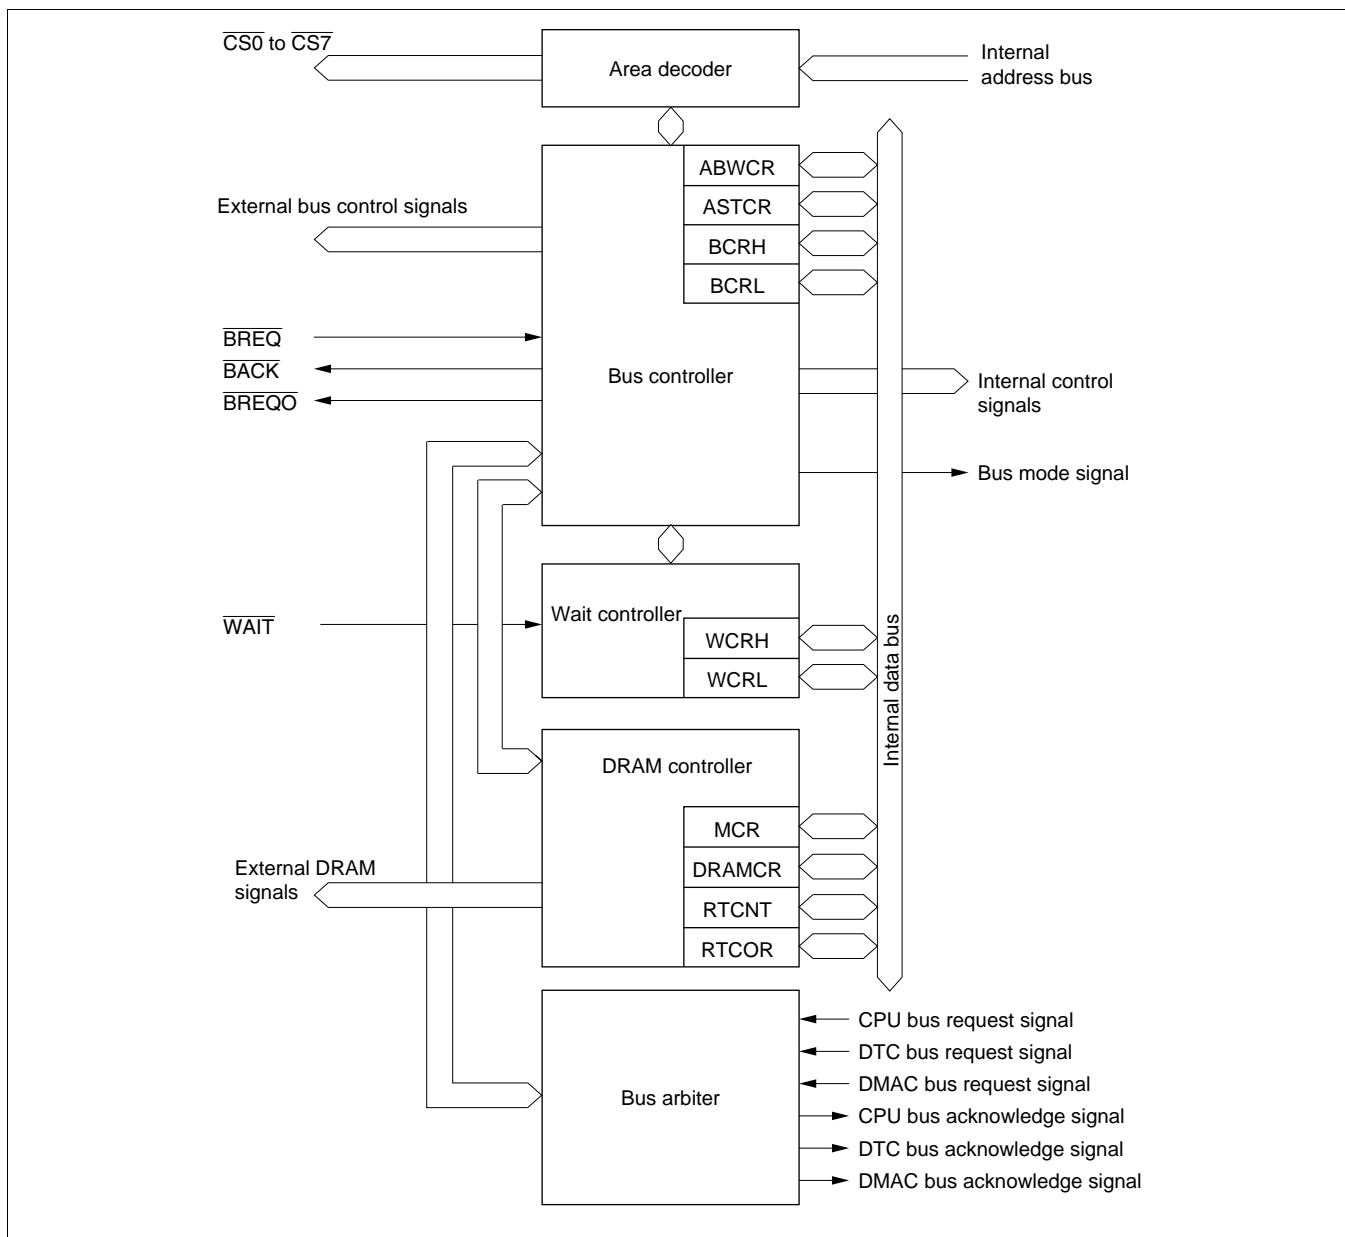 CS0 to CS7
Area decoder
Internal
address bus
ABWCR
ASTCR
External bus control signals
BCRH
BCRL
BREQ
BACK
BREQO
Bus controller
Internal control
signals
Bus mode signal
WAIT
Wait controller
WCRH
WCRL
Internal data bus
DRAM controller
MCR
External DRAM
signals
DRAMCR
RTCNT
RTCOR
Bus arbiter
CPU bus request signal
DTC bus request signal
DMAC bus request signal
CPU bus acknowledge signal
DTC bus acknowledge signal
DMAC bus acknowledge signal